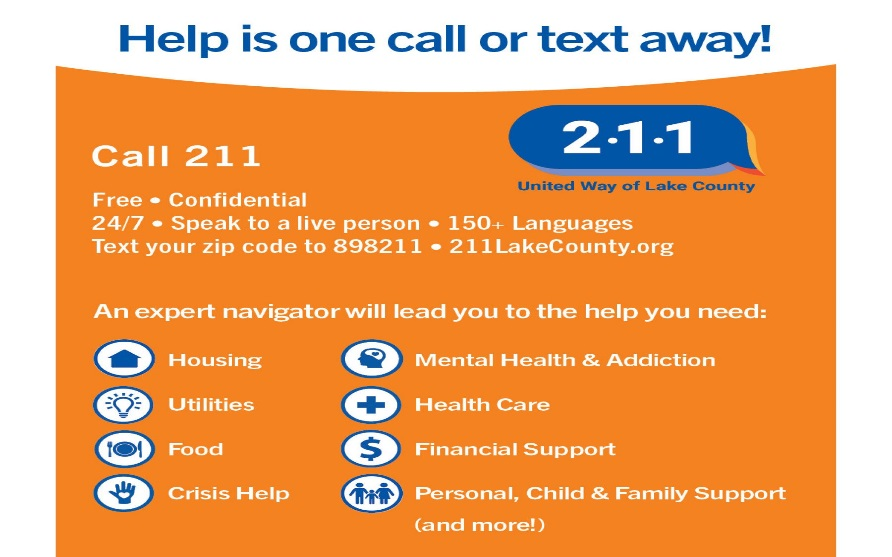 Help is one call or text away!
2·1·1
United Way of Lake County
Call 211
Free • Confidential
24/7 • Speak to a live person • 150+ Languages
Text your zip code to 898211 • 211LakeCounty.org
An expert navigator will lead you to the help you need:
Housing
Utilities
Food
Crisis Help
Mental Health & Addiction
Health Care
$
Financial Support
Personal, Child & Family Support
(and more!)